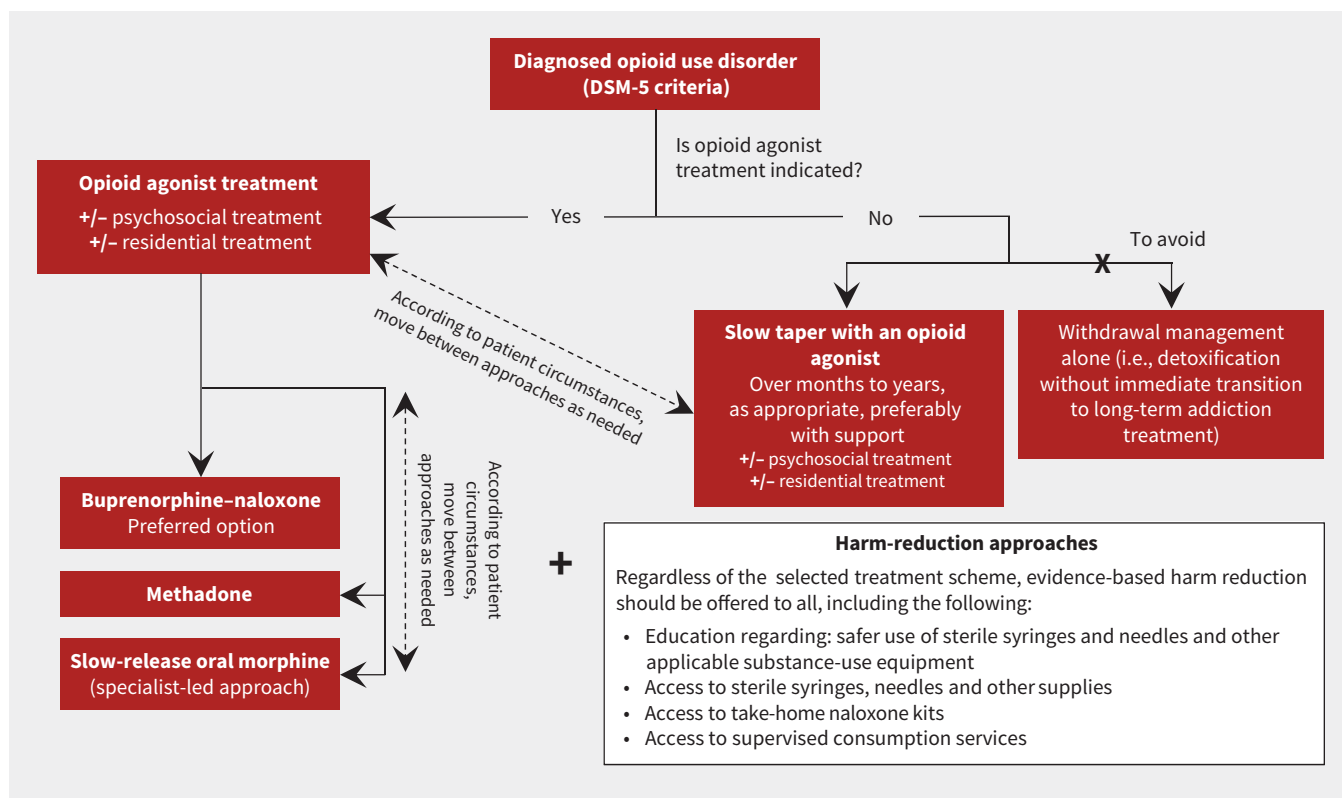 Diagnosed opioid use disorder
(DSM-5 criteria)
Is opioid agonist
treatment indicated?
Opioid agonist treatment
+/– psychosocial treatment
+/– residential treatment
Yes
No
To avoid
X
According to patient circumstances,
move between approaches as needed
Slow taper with an opioid
agonist
Over months to years,
as appropriate, preferably
with support
+/– psychosocial treatment
+/– residential treatment
Withdrawal management
alone (i.e., detoxification
without immediate transition
to long-term addiction
treatment)
Buprenorphine–naloxone
Preferred option
Methadone
Slow-release oral morphine
(specialist-led approach)
According to patient
circumstances,
move between
approaches as needed
+
Harm-reduction approaches
Regardless of the selected treatment scheme, evidence-based harm reduction
should be offered to all, including the following:
• Education regarding: safer use of sterile syringes and needles and other
applicable substance-use equipment
• Access to sterile syringes, needles and other supplies
• Access to take-home naloxone kits
• Access to supervised consumption services